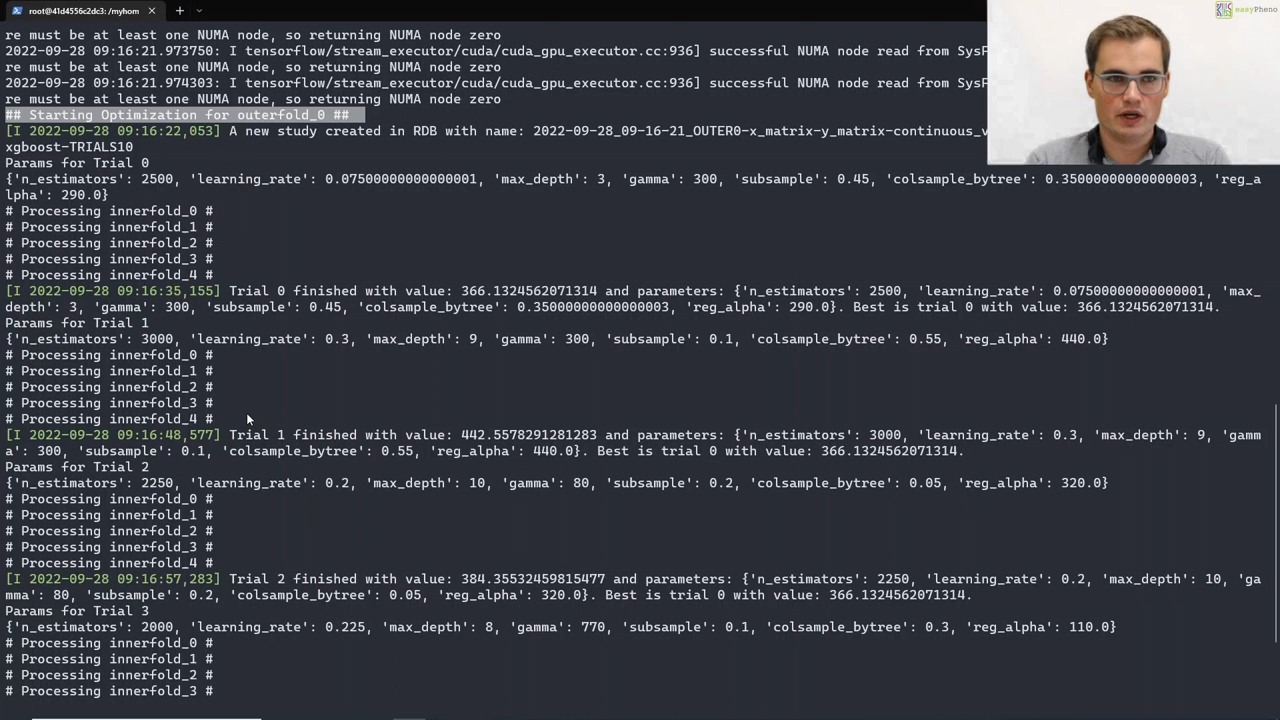 root@41d4556c2dc3: /myhom
easyPheno
re must be at least one NUMA node, so returning NUMA node zero
2022-09-28 09:16:21.973750: I tensorflow/stream_executor/cuda/cuda_gpu_executor.cc:936] successful NUMA node read from SysF
re must be at least one NUMA node, so returning NUMA node zero
2022-09-28 09:16:21.974303: I tensorflow/stream_executor/cuda/cuda_gpu_executor.cc:936] successful NUMA node read from SysF
re must be at least one NUMA node, so returning NUMA node zero
## Starting Optimization for outerfold_0 ##
[I 2022-09-28 09:16:22,053] A new study created in RDB with name: 2022-09-28_09-16-21_OUTER0-x_matrix-y_matrix-continuous_v
xgboost-TRIALS10
Params for Trial 0
{'n_estimators': 2500, 'learning_rate': 0.07500000000000001, 'max_depth': 3, 'gamma': 300, 'subsample': 0.45, 'colsample_bytree': 0.35000000000000003, 'reg_a
lpha': 290.0}
# Processing innerfold_0 #
# Processing innerfold_1 #
# Processing innerfold_2 #
# Processing innerfold_3 #
# Processing innerfold_4 #
[I 2022-09-28 09:16:35,155] Trial 0 finished with value: 366.1324562071314 and parameters: {'n_estimators': 2500, 'learning_rate': 0.07500000000000001, 'max_
depth': 3, 'gamma': 300, 'subsample': 0.45, 'colsample_bytree': 0.35000000000000003, 'reg_alpha': 290.0}. Best is trial 0 with value: 366.1324562071314.
Params for Trial 1
{'n_estimators': 3000, 'learning_rate': 0.3, 'max_depth': 9, 'gamma': 300, 'subsample': 0.1, 'colsample_bytree': 0.55, 'reg_alpha': 440.0}
# Processing innerfold_0 #
# Processing innerfold_1 #
# Processing innerfold_2 #
# Processing innerfold_3 #
# Processing innerfold_4 #
[I 2022-09-28 09:16:48,577] Trial 1 finished with value: 442.5578291281283 and parameters: {'n_estimators': 3000, 'learning_rate': 0.3, 'max_depth': 9, 'gamm
a': 300, 'subsample': 0.1, 'colsample_bytree': 0.55, 'reg_alpha': 440.0}. Best is trial 0 with value: 366.1324562071314.
Params for Trial 2
{'n_estimators': 2250, 'learning_rate': 0.2, 'max_depth': 10, 'gamma': 80, 'subsample': 0.2, 'colsample_bytree': 0.05, 'reg_alpha': 320.0}
# Processing innerfold_0 #
# Processing innerfold_1 #
# Processing innerfold_2 #
# Processing innerfold_3 #
# Processing innerfold_4 #
[I 2022-09-28 09:16:57,283] Trial 2 finished with value: 384.35532459815477 and parameters: {'n_estimators': 2250, 'learning_rate': 0.2, 'max_depth': 10, 'ga
mma': 80, 'subsample': 0.2, 'colsample_bytree': 0.05, 'reg_alpha': 320.0}. Best is trial 0 with value: 366.1324562071314.
Params for Trial 3
{'n_estimators': 2000, 'learning_rate': 0.225, 'max_depth': 8, 'gamma': 770, 'subsample': 0.1, 'colsample_bytree': 0.3, 'reg_alpha': 110.0}
# Processing innerfold_0 #
# Processing innerfold_1 #
# Processing innerfold_2 #
# Processing innerfold_3 #